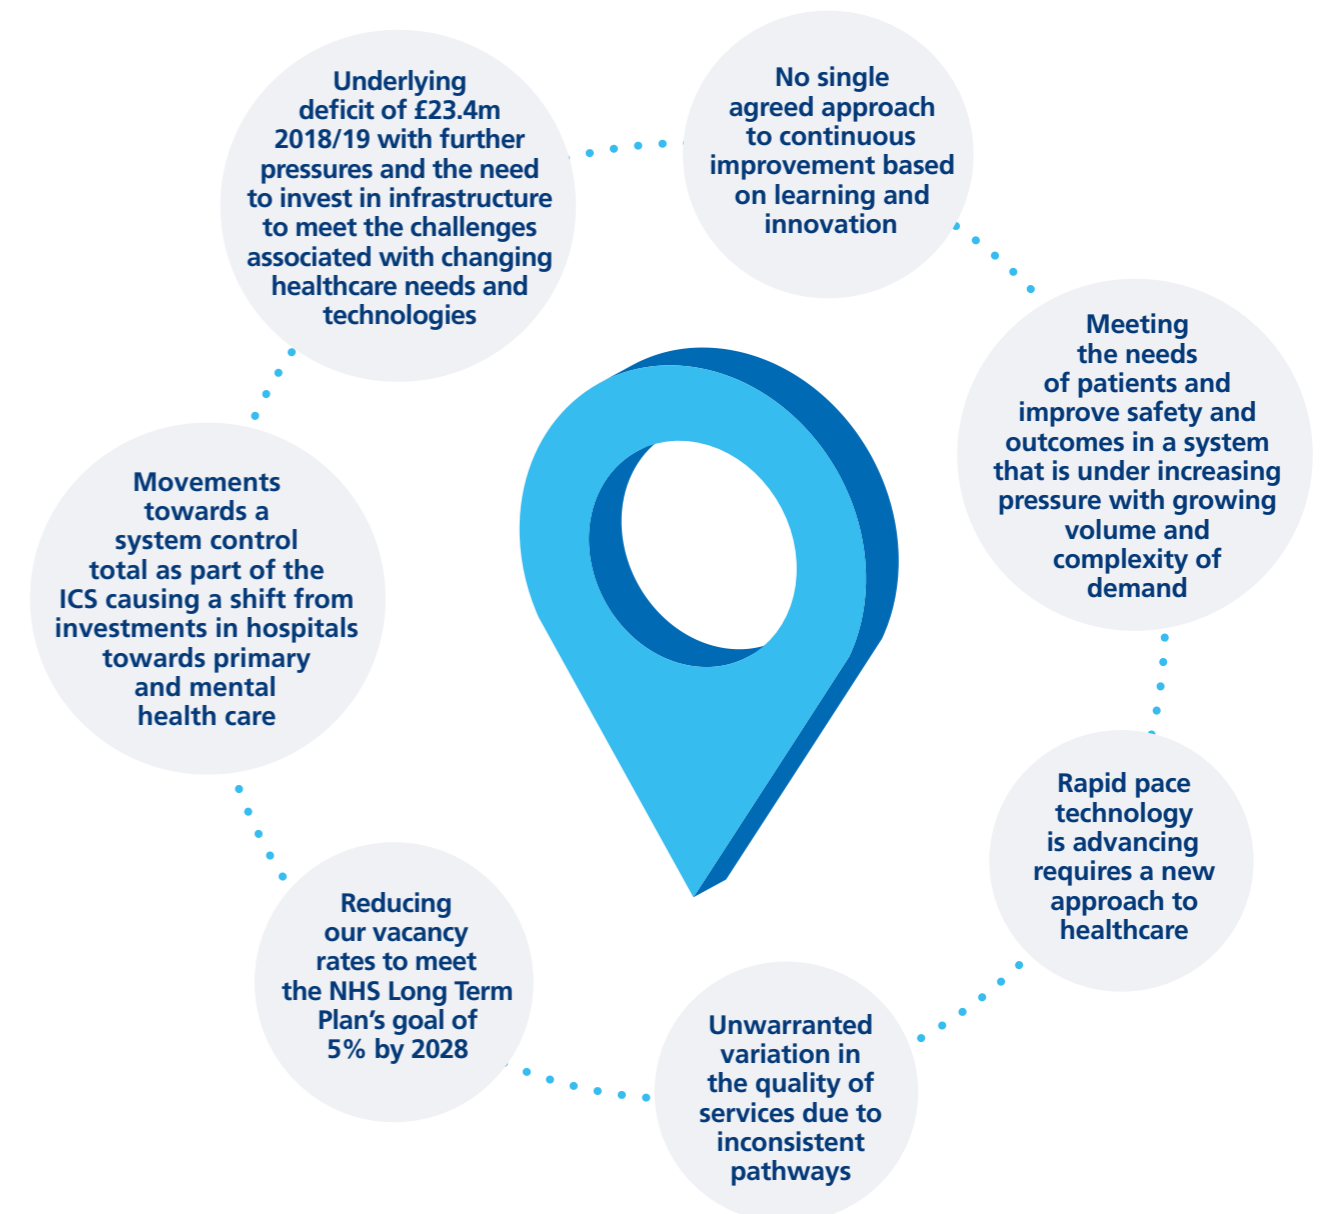 Underlying
deficit of £23.4m
2018/19 with further
pressures and the need
to invest in infrastructure
to meet the challenges
associated with changing
healthcare needs and
technologies
No single
agreed approach
to continuous
improvement based
on learning and
innovation
Meeting
the needs
of patients and
improve safety and
outcomes in a system
that is under increasing
pressure with growing
volume and
complexity of
demand
Rapid pace
technology
is advancing
requires a new
approach to
healthcare
Unwarranted
variation in
the quality of
services due to
inconsistent
pathways
Reducing
our vacancy
rates to meet
the NHS Long Term
Plan’s goal of
5% by 2028
Movements
towards a
system control
total as part of the
ICS causing a shift from
investments in hospitals
towards primary
and mental
health care